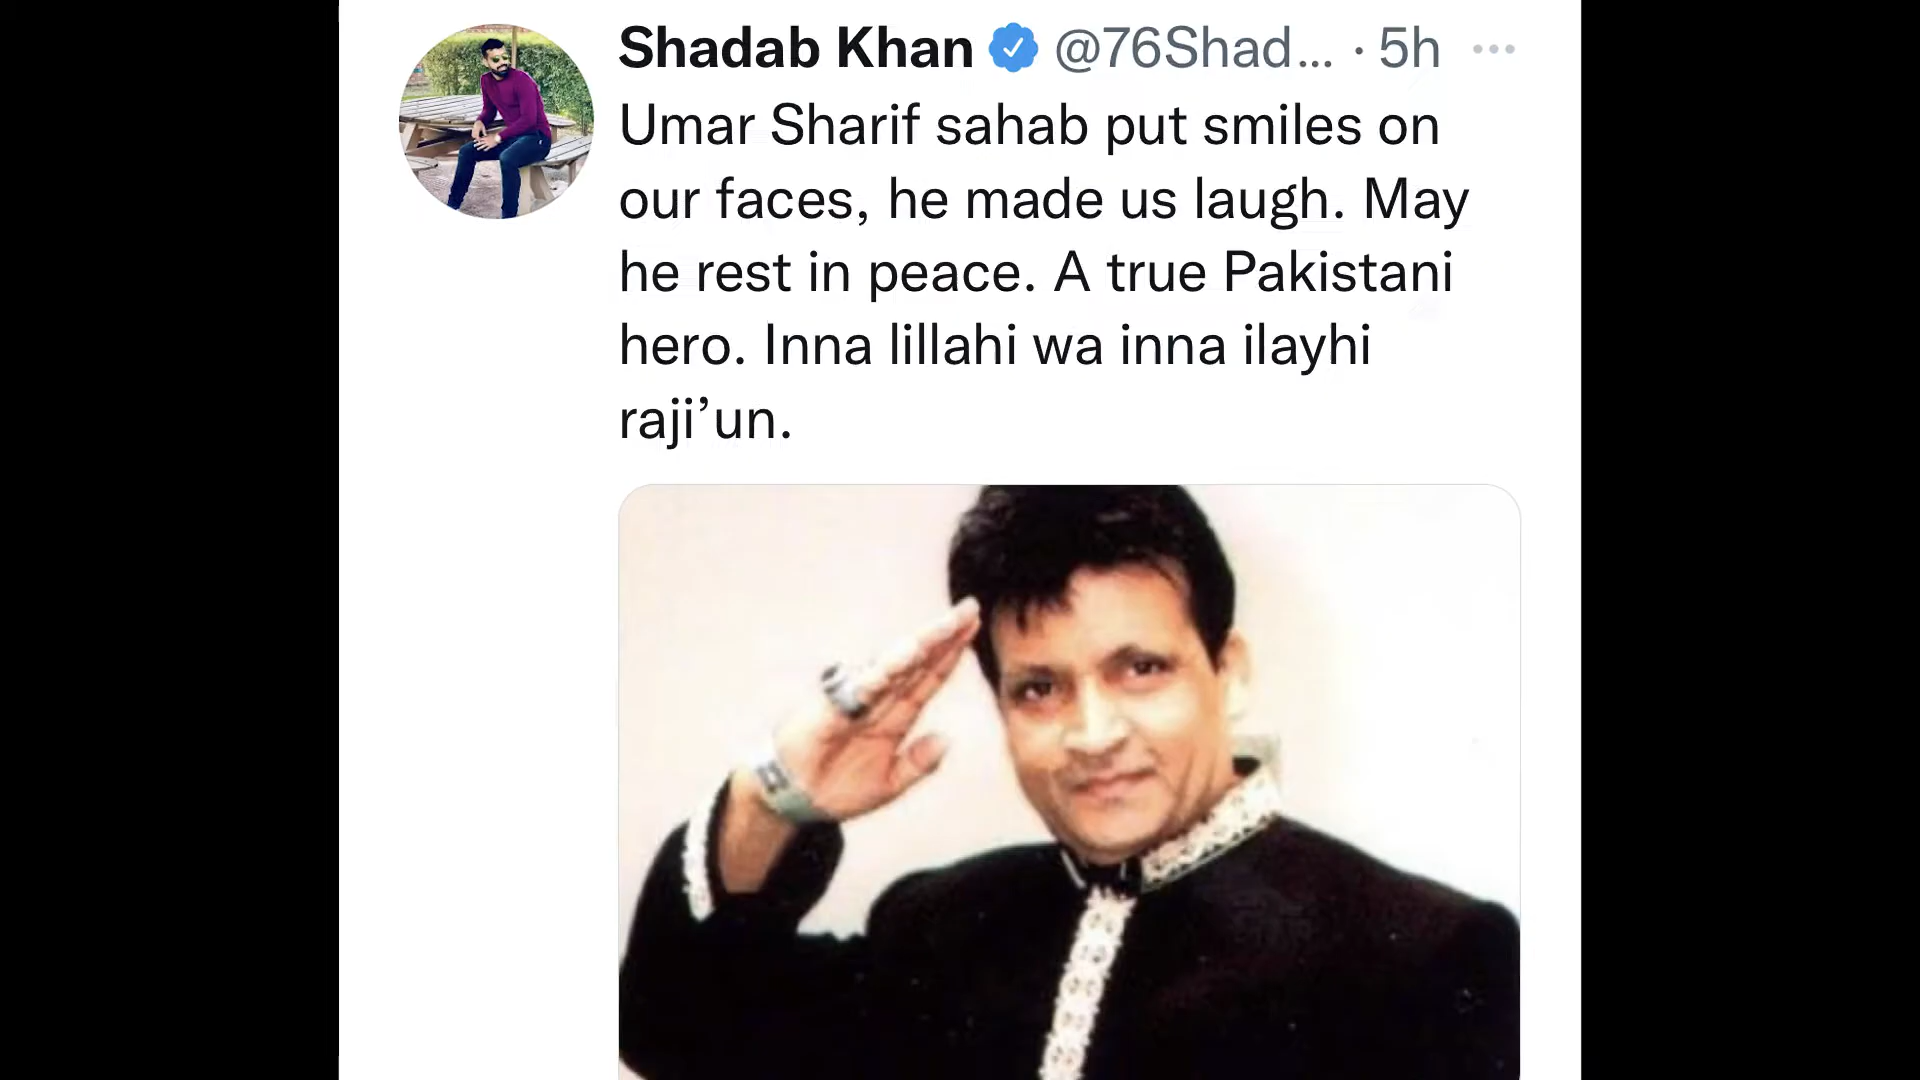 Shadab Khan @76Shad... · 5h
Umar Sharif sahab put smiles on
our faces, he made us laugh. May
he rest in peace. A true Pakistani
hero. Inna lillahi wa inna ilayhi
raji’un.